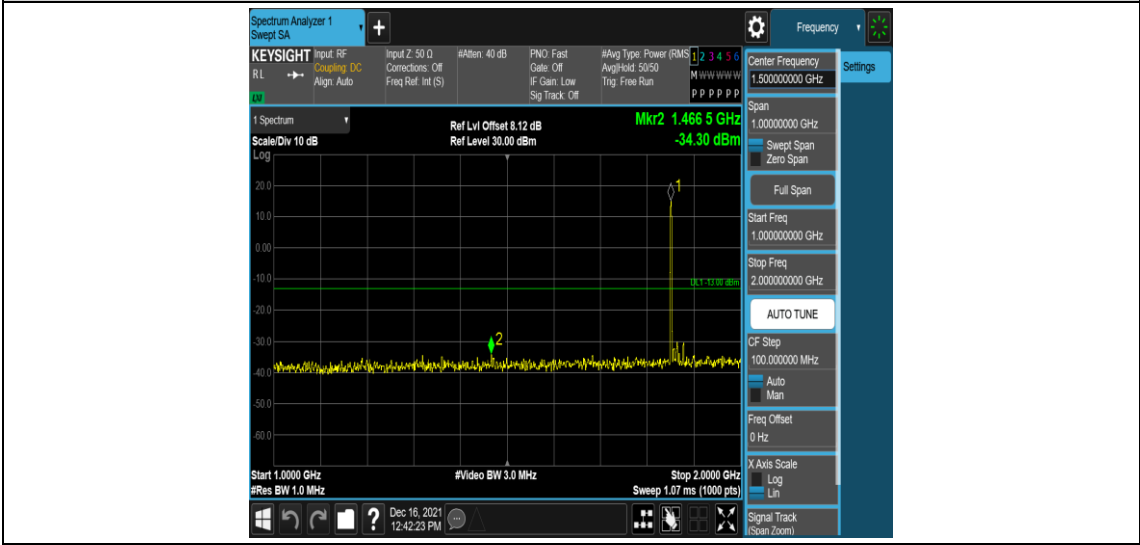 Spectrum Analyzer 1
Swept SA
Frequency
KEYSIGHT
Input: RF
Coupling: DC
Align: Auto
Input Z: 50 Ω
Corrections: Off
Freq Ref: Int (S)
#Atten: 40 dB
PNO: Fast
Gate: Off
IF Gain: Low
Sig Track: Off
#Avg Type: Power (RMS
Avg|Hold: 50/50
Trig: Free Run
1 2 3 4 5 6
M W W W W W
P P P P P P
RL
LXI
1 Spectrum
Scale/Div 10 dB
Log
Ref Lvl Offset 8.12 dB
Ref Level 30.00 dBm
Mkr2 1.466 5 GHz
-34.30 dBm
20.0
10.0
0.00
-10.0
-20.0
-30.0
-40.0
-50.0
-60.0
1
DL1 -13.00 dBm
2
Start 1.0000 GHz
#Res BW 1.0 MHz
#Video BW 3.0 MHz
Stop 2.0000 GHz
Sweep 1.07 ms (1000 pts)
Dec 16, 2021
12:42:23 PM
Center Frequency
1.500000000 GHz
Settings
Span
1.00000000 GHz
Swept Span
Zero Span
Full Span
Start Freq
1.000000000 GHz
Stop Freq
2.000000000 GHz
AUTO TUNE
CF Step
100.000000 MHz
Auto
Man
Freq Offset
0 Hz
X Axis Scale
Log
Lin
Signal Track
(Span Zoom)